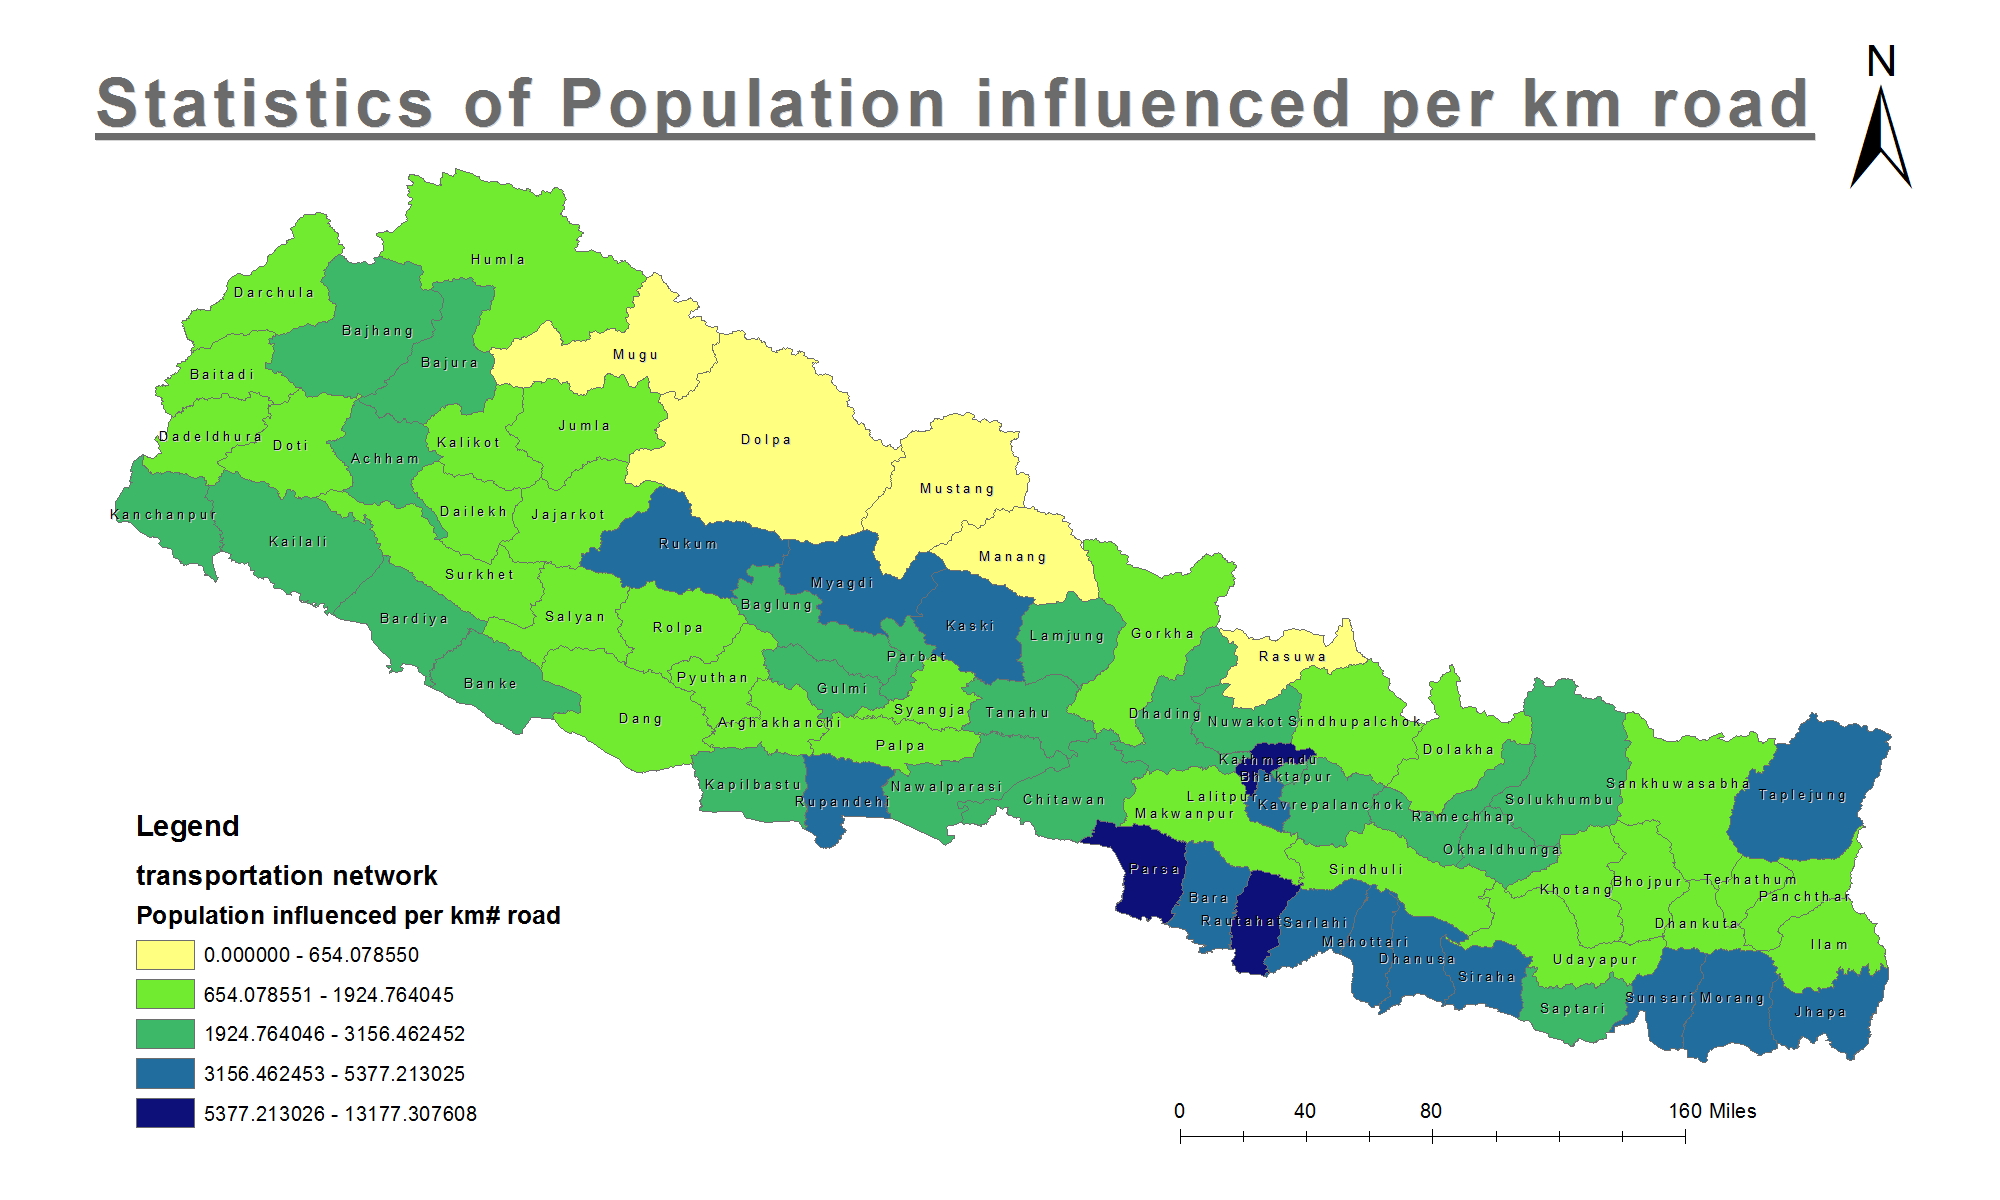 N
Statistics of Population influenced per km road
Humla
Darchula
Bajhang
Mugu
Bajura
Baitadi
Jumla
Dadeldhura
Dolpa
Kalikot
Doti
Achham
Mustang
Dailekh
Kanchanpur
Jajarkot
Kailali
Rukum
Manang
Surkhet
Myagdi
Baglung
Salyan
Bardiya
Kaski
Rolpa
Gorkha
Lamjung
Parbat
Rasuwa
Pyuthan
Banke
Gulmi
Syangja
Tanahu
Dhading
Dang
Arghakhanchi
Nuwakot
Sindhupalchok
Palpa
Dolakha
Kathmandu
Bhaktapur
Kapilbastu
Nawalparasi
Sankhuwasabha
Taplejung
Lalitpur
Rupandehi
Chitawan
Solukhumbu
Kavrepalanchok
Makwanpur
Ramechhap
Okhaldhunga
Parsa
Sindhuli
Terhathum
Bhojpur
Khotang
Panchthar
Bara
Rautahat
Sarlahi
Dhankuta
Mahottari
Ilam
Dhanusa
Udayapur
Siraha
Sunsari
Morang
Saptari
Jhapa
Legend
transportation network
Population influenced per km# road
0.000000 - 654.078550
654.078551 - 1924.764045
1924.764046 - 3156.462452
3156.462453 - 5377.213025
5377.213026 - 13177.307608
0 40 80 160 Miles